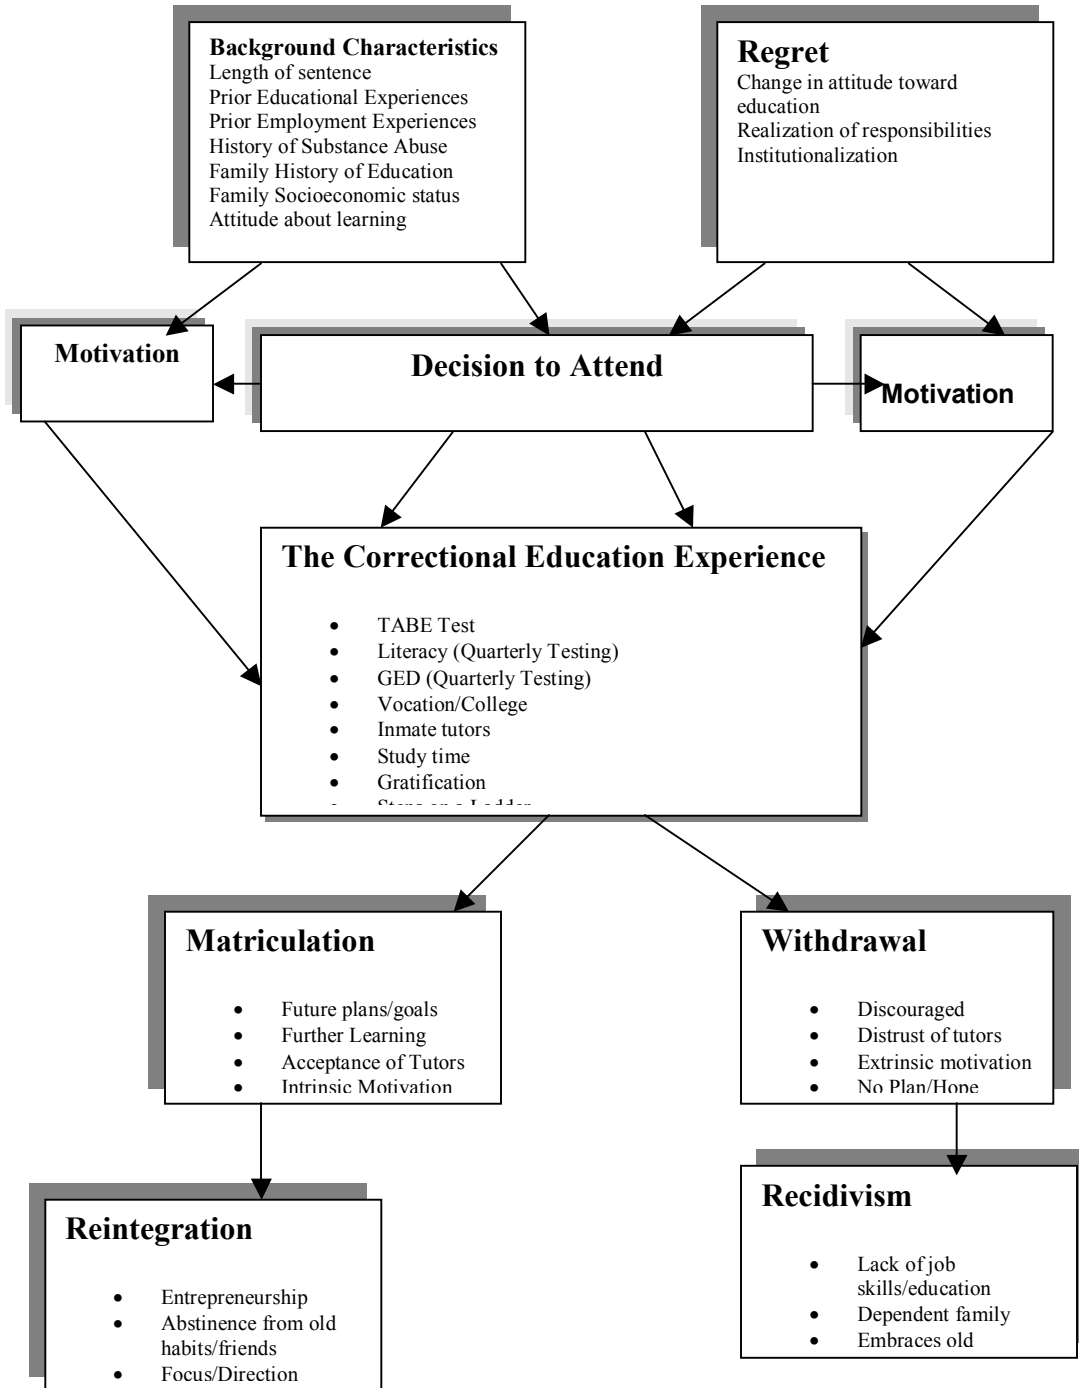 Background Characteristics
Length of sentence
Prior Educational Experiences
Prior Employment Experiences
History of Substance Abuse
Family History of Education
Family Socioeconomic status
Attitude about learning
Regret
Change in attitude toward
education
Realization of responsibilities
Institutionalization
Motivation
Decision to Attend
Motivation
The Correctional Education Experience
• TABE Test
• Literacy (Quarterly Testing)
• GED (Quarterly Testing)
• Vocation/College
• Inmate tutors
• Study time
• Gratification
Matriculation
• Future plans/goals
• Further Learning
• Acceptance of Tutors
• Intrinsic Motivation
Withdrawal
• Discouraged
• Distrust of tutors
• Extrinsic motivation
• No Plan/Hope
Reintegration
• Entrepreneurship
• Abstinence from old
habits/friends
• Focus/Direction
Recidivism
• Lack of job
skills/education
• Dependent family
• Embraces old